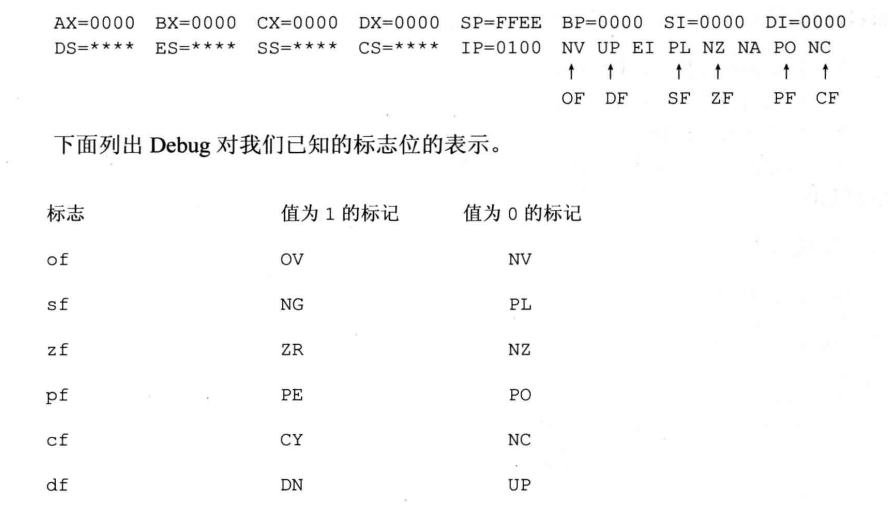 AX=0000 BX=0000 CX=0000 DX=0000 SP=FFEE BP=0000 SI=0000 DI=0000
DS=**** ES=**** SS=**** CS=**** IP=0100 NV UP EI PL NZ NA PO NC
↑ ↑ ↑ ↑ ↑ ↑
OF DF SF ZF PF CF
下面列出 Debug 对我们已知的标志位的表示。
标志 值为 1 的标记 值为 0 的标记
of OV NV
sf NG PL
zf ZR NZ
pf PE PO
cf CY NC
df DN UP